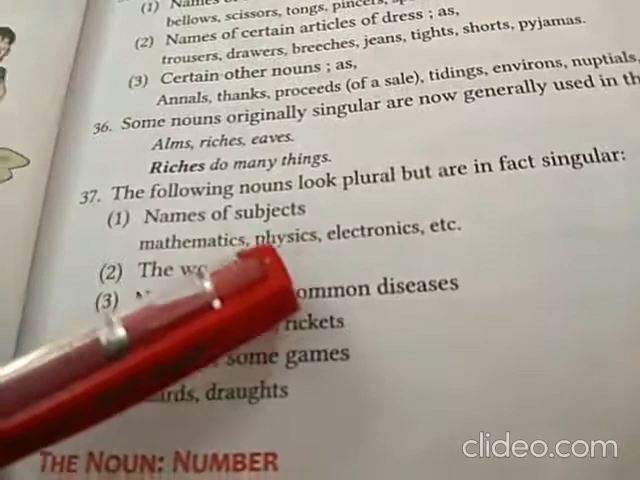 (1)
bellows, scissors, tongs, pincers,
(2) Names of certain articles of dress ; as,
trousers, drawers, breeches, jeans, tights, shorts, pyjamas.
(3) Certain other nouns ; as,
Annals, thanks, proceeds (of a sale), tidings, environs, nuptials,
36. Some nouns originally singular are now generally used in th
Alms, riches, eaves.
Riches do many things.
37. The following nouns look plural but are in fact singular:
(1) Names of subjects
mathematics, physics, electronics, etc.
(2) The wo
(3) ommon diseases
rickets
some games
rds, draughts
THE NOUN: NUMBER
clideo.com